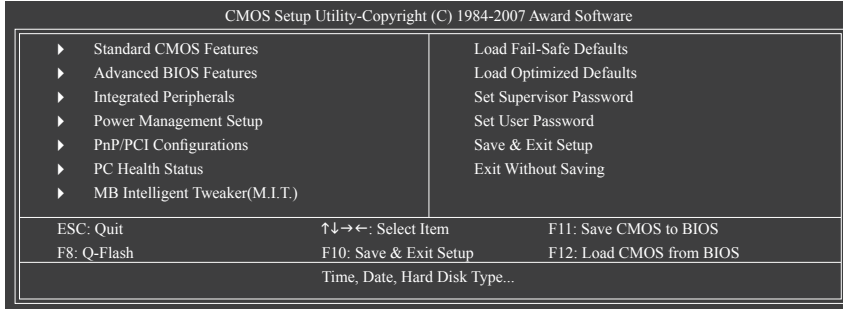 CMOS Setup Utility-Copyright (C) 1984-2007 Award Software
Standard CMOS Features
Advanced BIOS Features
Integrated Peripherals
Power Management Setup
PnP/PCI Configurations
PC Health Status
MB Intelligent Tweaker(M.I.T.)
Load Fail-Safe Defaults
Load Optimized Defaults
Set Supervisor Password
Set User Password
Save & Exit Setup
Exit Without Saving
ESC: Quit ↑↓→←: Select Item F11: Save CMOS to BIOS
F8: Q-Flash F10: Save & Exit Setup F12: Load CMOS from BIOS
Time, Date, Hard Disk Type...